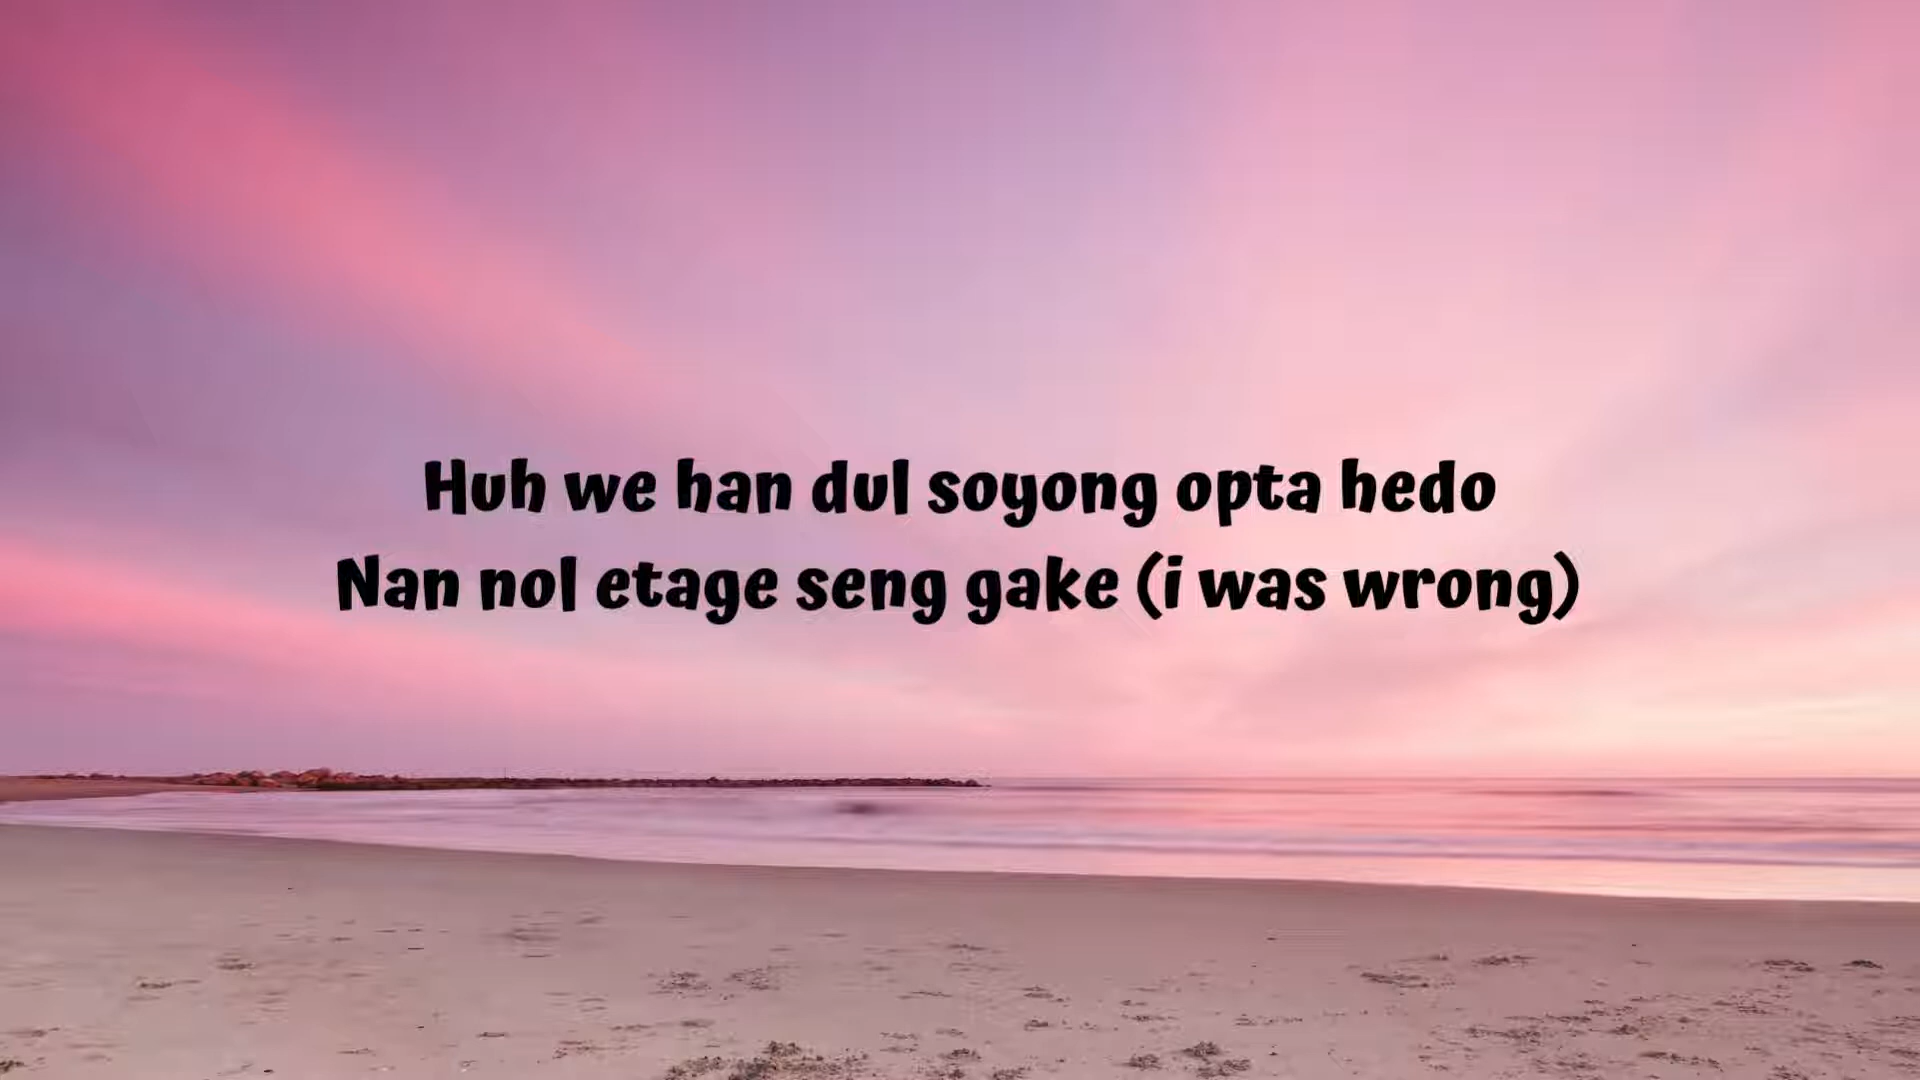 Huh we han dul soyong opta hedo
Nan nol etage seng gake (i was wrong)